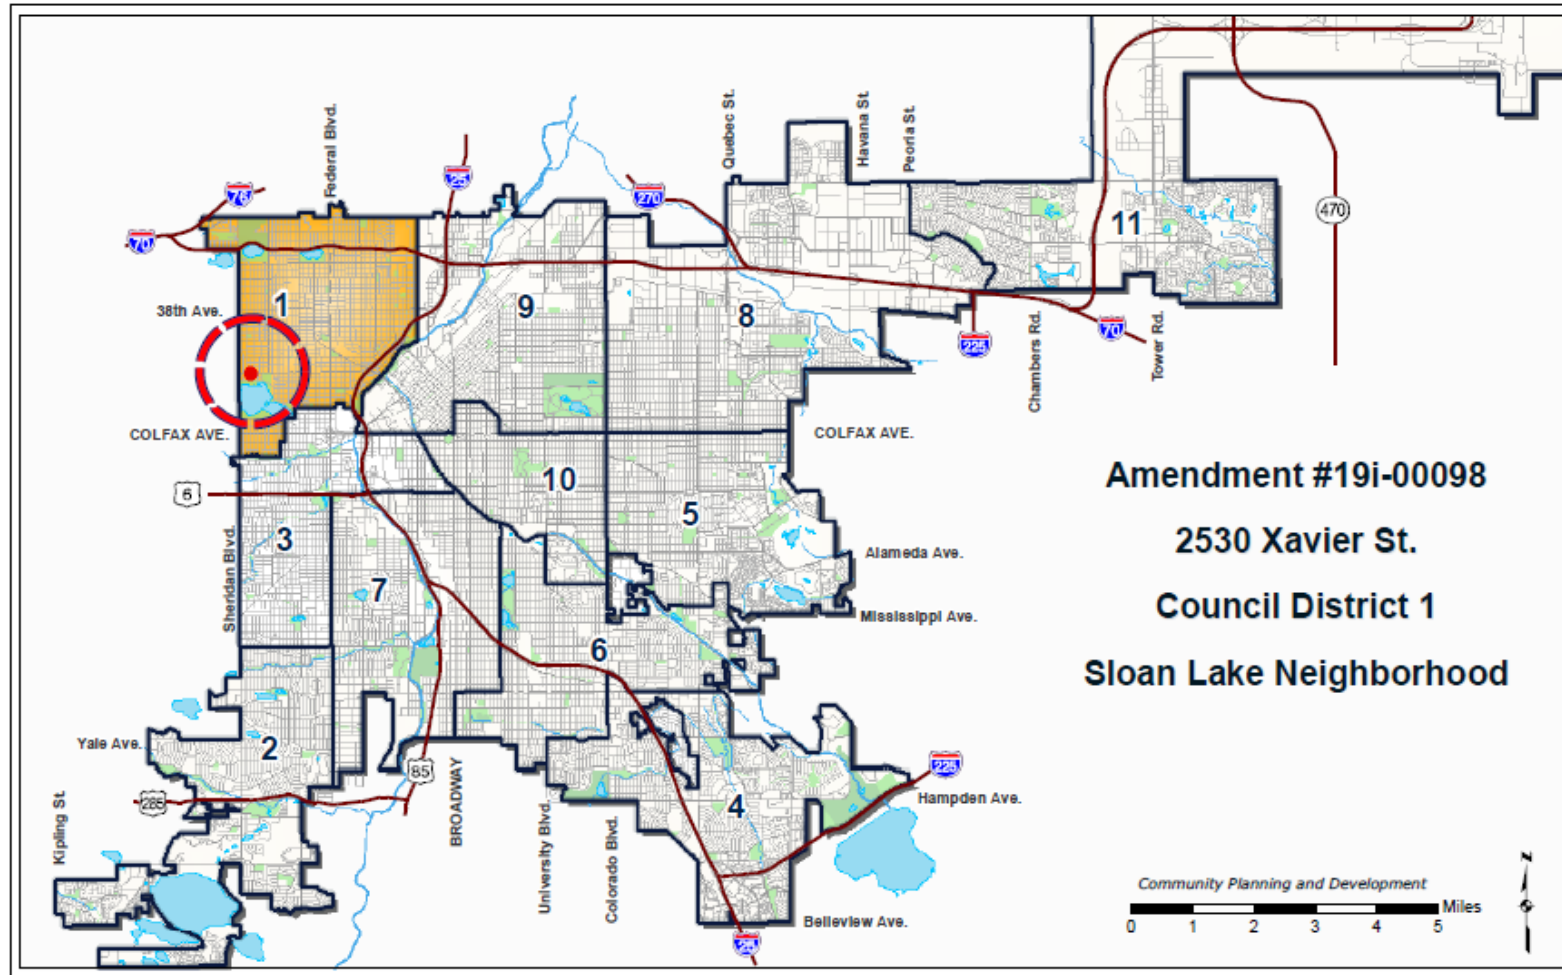 Federal Blvd.
Quebec St.
Havana St.
Peoria St.
76
25
270
70
470
11
1
9
8
38th Ave.
225
70
Chambers Rd.
Tower Rd.
COLFAX AVE.
COLFAX AVE.
10
5
6
3
Sheridan Blvd.
7
Alameda Ave.
Mississippi Ave.
6
Amendment #19i-00098
2530 Xavier St.
Council District 1
Sloan Lake Neighborhood
Yale Ave.
2
285
85
BROADWAY
University Blvd.
Colorado Blvd.
4
225
Hampden Ave.
Kipling St.
Belleview Ave.
25
Community Planning and Development
Miles
0 1 2 3 4 5
N